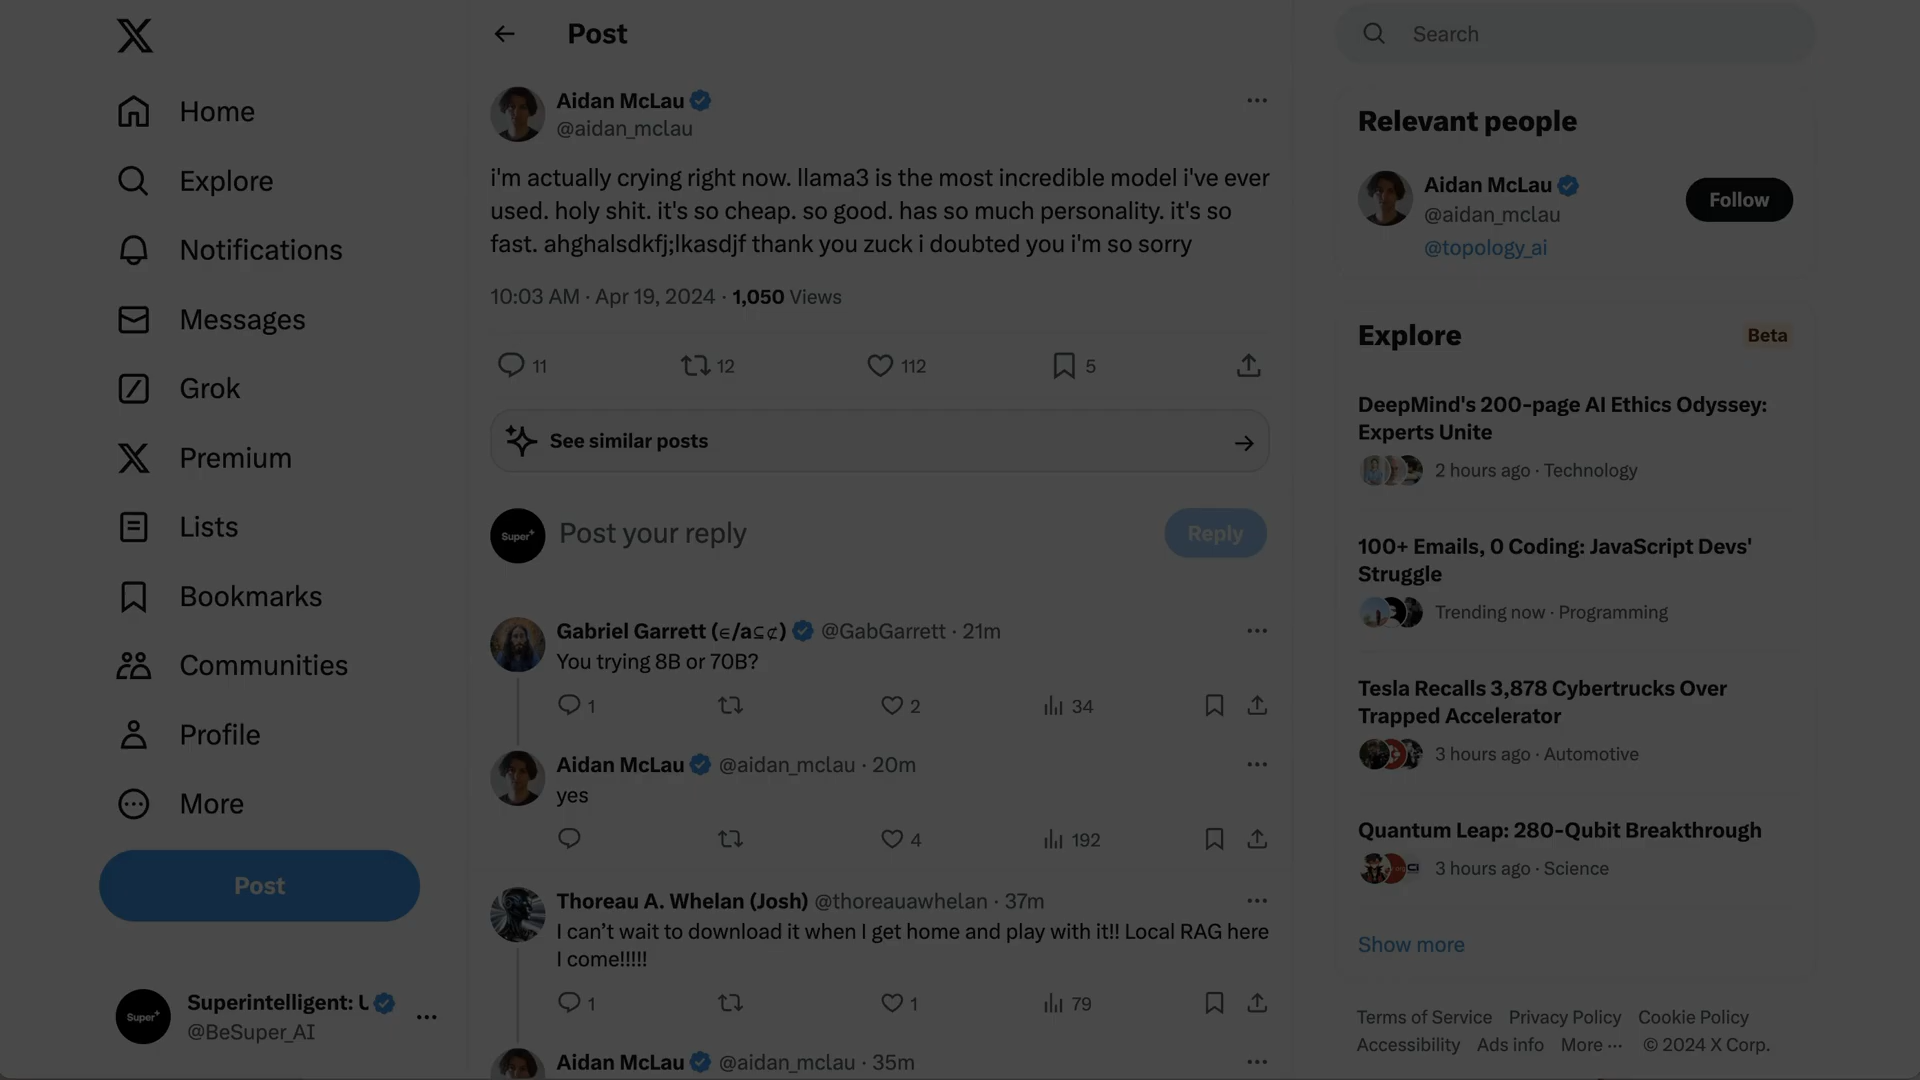 Home
Explore
Notifications
Messages
Grok
Premium
Lists
Bookmarks
Communities
Profile
More
Post
Superintelligent: U
@BeSuper_AI
Post
Aidan McLau
@aidan_mclau
i'm actually crying right now. llama3 is the most incredible model i've ever
used. holy shit. it's so cheap. so good. has so much personality. it's so
fast. ahghalsdkfj;lkasdjf thank you zuck i doubted you i'm so sorry
10:03 AM · Apr 19, 2024 · 1,050 Views
11 12 112 5
See similar posts
Super+
Post your reply
Reply
Gabriel Garrett (∈/a⊆⊄) @GabGarrett · 21m
You trying 8B or 70B?
1 2 34
Aidan McLau @aidan_mclau · 20m
yes
4 192
Thoreau A. Whelan (Josh) @thoreauawhelan · 37m
I can’t wait to download it when I get home and play with it!! Local RAG here
I come!!!!!
1 1 79
Aidan McLau @aidan_mclau · 35m
Search
Relevant people
Aidan McLau
@aidan_mclau
Follow
@topology_ai
Explore
Beta
DeepMind's 200-page AI Ethics Odyssey:
Experts Unite
2 hours ago · Technology
100+ Emails, 0 Coding: JavaScript Devs'
Struggle
Trending now · Programming
Tesla Recalls 3,878 Cybertrucks Over
Trapped Accelerator
3 hours ago · Automotive
Quantum Leap: 280-Qubit Breakthrough
3 hours ago · Science
Show more
Terms of Service Privacy Policy Cookie Policy
Accessibility Ads info More ··· © 2024 X Corp.
Super+